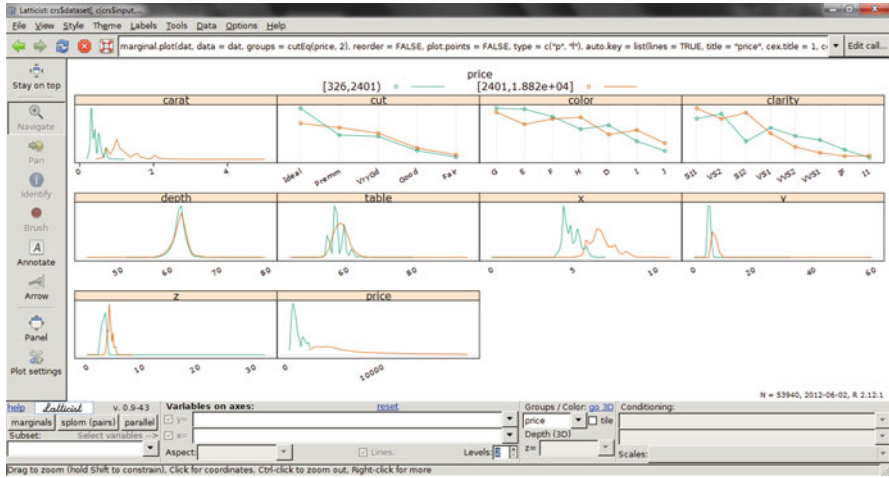 Latticist: crs$dataset[, c(crs$input,...
File View Style Theme Labels Tools Data Options Help
marginal.plot(dat, data = dat, groups = cutEq(price, 2), reorder = FALSE, plot.points = FALSE, type = c("p", "l"), auto.key = list(lines = TRUE, title = "price", cex.title = 1, co Edit call...
Stay on top
Navigate
Pan
Identify
Brush
Annotate
Arrow
Panel
Plot settings
price
[326,2401) [2401,1.882e+04]
carat cut color clarity
0 2 4
Ideal Premm VryGd Good Fair
G E F H D I J
SI1 VS2 SI2 VS1 VVS2 VVS1 IF I1
depth table x y
50 60 70 80
60 80
0 5 10
0 20 40 60
z price
0 10 20 30
10000
N = 53940, 2012-06-02, R 2.12.1
help Latticist v. 0.9-43 Variables on axes: reset Groups / Color: go 3D Conditioning:
marginals splom (pairs) parallel y= price tile
Subset: Select variables --> x= Depth (3D)
Aspect: Lines. Levels: 2 z= Scales:
Drag to zoom (hold Shift to constrain), Click for coordinates, Ctrl-click to zoom out, Right-click for more